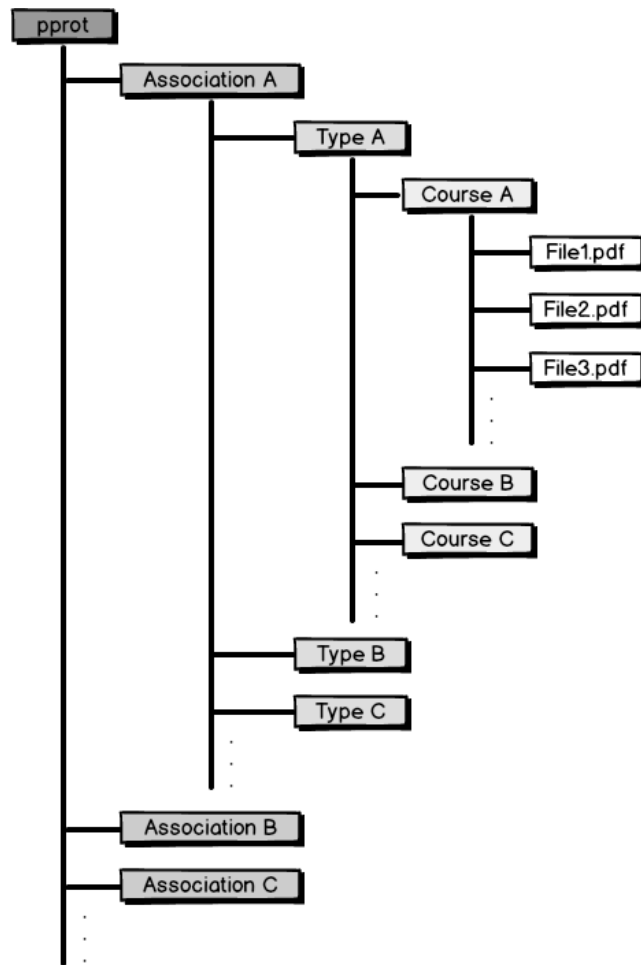 pprot
Association A
Type A
Course A
File1.pdf
File2.pdf
File3.pdf
Course B
Course C
Type B
Type C
Association B
Association C